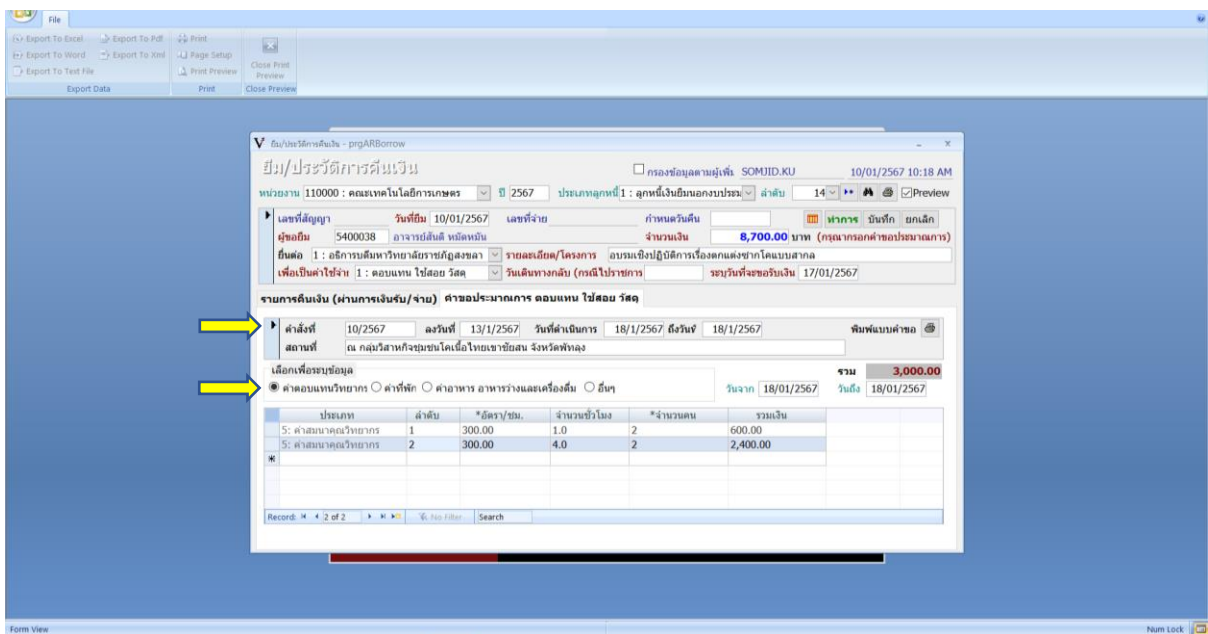 File
Export To Excel Export To Pdf Print
Export To Word Export To Xml Page Setup
Export To Text File Print Preview Close Print Preview
Export Data Print Close Preview
ยืม/ประวัติการคืนเงิน - prgARBorrow
ยืม/ประวัติการคืนเงิน กรองข้อมูลตามผู้เพิ่ม SOMJID.KU 10/01/2567 10:18 AM
หน่วยงาน 110000 : คณะเทคโนโลยีการเกษตร ปี 2567 ประเภทลูกหนี้ 1 : ลูกหนี้เงินยืมนอกงบประม ลำดับ 14 Preview
เลขที่สัญญา วันที่ยืม 10/01/2567 เลขที่จ่าย กำหนดวันคืน ทำการ บันทึก ยกเลิก
ผู้ขอยืม 5400038 อาจารย์สันติ หมัดหมัน จำนวนเงิน 8,700.00 บาท (กรุณากรอกคำขอประมาณการ)
ยื่นต่อ 1 : อธิการบดีมหาวิทยาลัยราชภัฏสงขลา รายละเอียด/โครงการ อบรมเชิงปฏิบัติการเรื่องตกแต่งซากโคแบบสากล
เพื่อเป็นค่าใช้จ่าย 1 : ตอบแทน ใช้สอย วัสดุ วันเดินทางกลับ (กรณีไปราชการ ระบุวันที่จะขอรับเงิน 17/01/2567
รายการคืนเงิน (ผ่านการเงินรับ/จ่าย) คำขอประมาณการ ตอบแทน ใช้สอย วัสดุ
คำสั่งที่ 10/2567 ลงวันที่ 13/1/2567 วันที่ดำเนินการ 18/1/2567 ถึงวันที่ 18/1/2567 พิมพ์แบบคำขอ
สถานที่ ณ กลุ่มวิสาหกิจชุมชนโคเนื้อไทยเขาชัยสน จังหวัดพัทลุง
เลือกเพื่อระบุข้อมูล รวม 3,000.00
ค่าตอบแทนวิทยากร ค่าที่พัก ค่าอาหาร อาหารว่างและเครื่องดื่ม อื่นๆ วันจาก 18/01/2567 วันถึง 18/01/2567
ประเภท ลำดับ *อัตรา/ชม. จำนวนชั่วโมง *จำนวนคน รวมเงิน
5: ค่าสมนาคุณวิทยากร 1 300.00 1.0 2 600.00
5: ค่าสมนาคุณวิทยากร 2 300.00 4.0 2 2,400.00
Record: 2 of 2 No Filter Search
Form View Num Lock